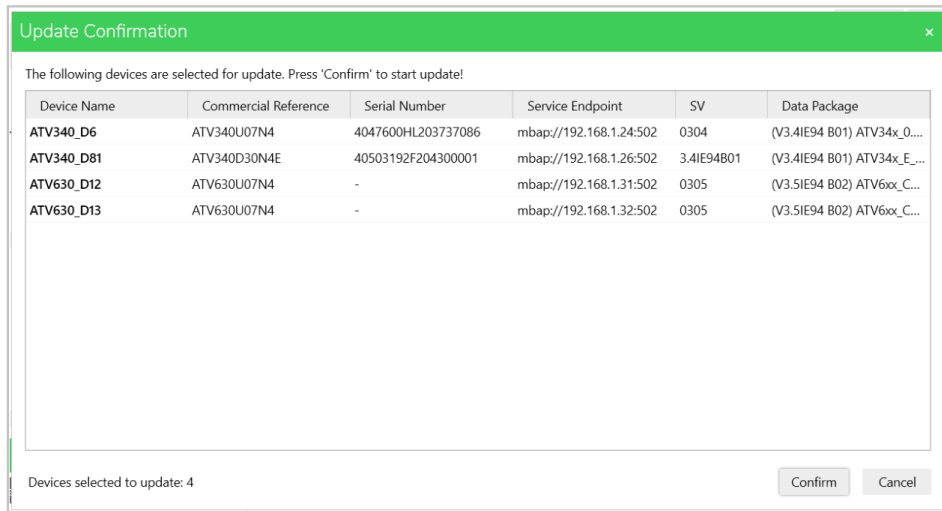 Update Confirmation ×
The following devices are selected for update. Press 'Confirm' to start update!
Device Name Commercial Reference Serial Number Service Endpoint SV Data Package
ATV340_D6 ATV340U07N4 4047600HL203737086 mbap://192.168.1.24:502 0304 (V3.4IE94 B01) ATV34x_0....
ATV340_D81 ATV340D30N4E 40503192F204300001 mbap://192.168.1.26:502 3.4IE94B01 (V3.4IE94 B01) ATV34x_E_...
ATV630_D12 ATV630U07N4 - mbap://192.168.1.31:502 0305 (V3.5IE94 B02) ATV6xx_C...
ATV630_D13 ATV630U07N4 - mbap://192.168.1.32:502 0305 (V3.5IE94 B02) ATV6xx_C...
Devices selected to update: 4 Confirm Cancel